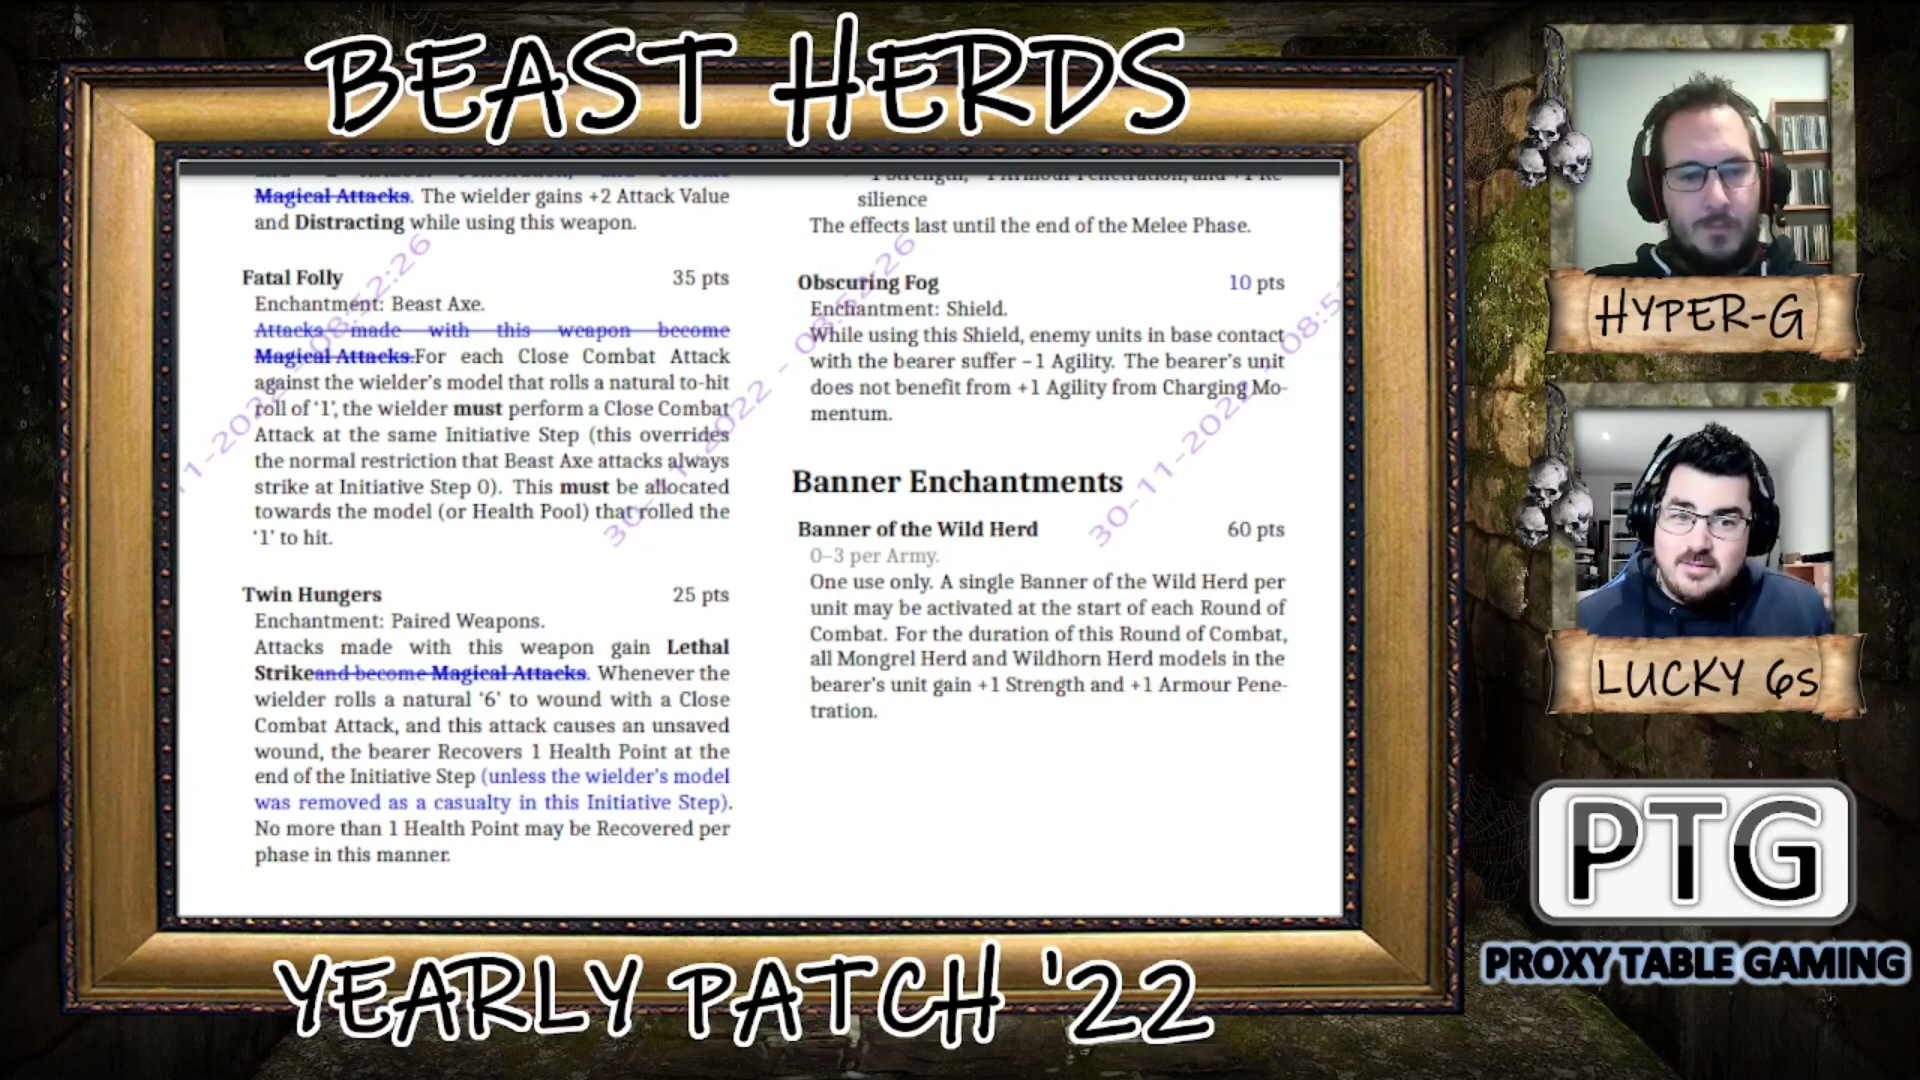 BEAST HERDS
Magical Attacks. The wielder gains +2 Attack Value
and Distracting while using this weapon.
Fatal Folly 35 pts
Enchantment: Beast Axe.
Attacks made with this weapon become
Magical Attacks.For each Close Combat Attack
against the wielder's model that rolls a natural to-hit
roll of '1', the wielder must perform a Close Combat
Attack at the same Initiative Step (this overrides
the normal restriction that Beast Axe attacks always
strike at Initiative Step 0). This must be allocated
towards the model (or Health Pool) that rolled the
'1' to hit.
Twin Hungers 25 pts
Enchantment: Paired Weapons.
Attacks made with this weapon gain Lethal
Strikeand become Magical Attacks. Whenever the
wielder rolls a natural '6' to wound with a Close
Combat Attack, and this attack causes an unsaved
wound, the bearer Recovers 1 Health Point at the
end of the Initiative Step (unless the wielder's model
was removed as a casualty in this Initiative Step).
No more than 1 Health Point may be Recovered per
phase in this manner.
silience
The effects last until the end of the Melee Phase.
Obscuring Fog 10 pts
Enchantment: Shield.
While using this Shield, enemy units in base contact
with the bearer suffer −1 Agility. The bearer's unit
does not benefit from +1 Agility from Charging Mo-
mentum.
Banner Enchantments
Banner of the Wild Herd 60 pts
0–3 per Army.
One use only. A single Banner of the Wild Herd per
unit may be activated at the start of each Round of
Combat. For the duration of this Round of Combat,
all Mongrel Herd and Wildhorn Herd models in the
bearer's unit gain +1 Strength and +1 Armour Pene-
tration.
30-11-2022 - 08:52:26
30-11-2022 - 08:5
YEARLY PATCH '22
HYPER-G
LUCKY 6s
PTG
PROXY TABLE GAMING